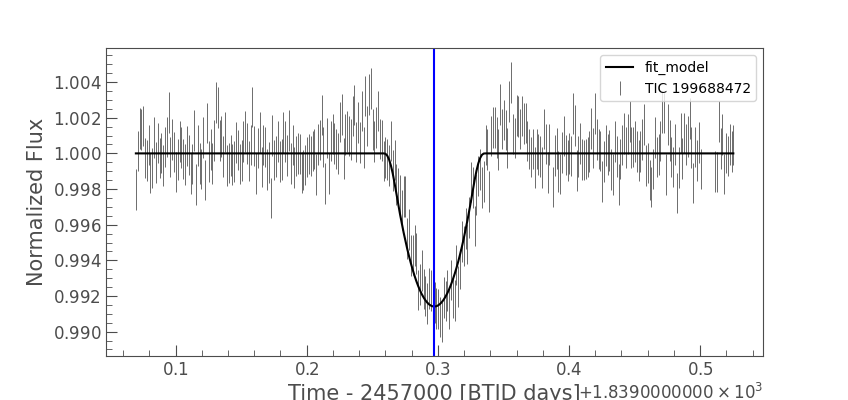 fit_model
TIC 199688472
Normalized Flux
1.004
1.002
1.000
0.998
0.996
0.994
0.992
0.990
0.1 0.2 0.3 0.4 0.5
Time - 2457000 [BTJD days]
+1.8390000000 × 10³